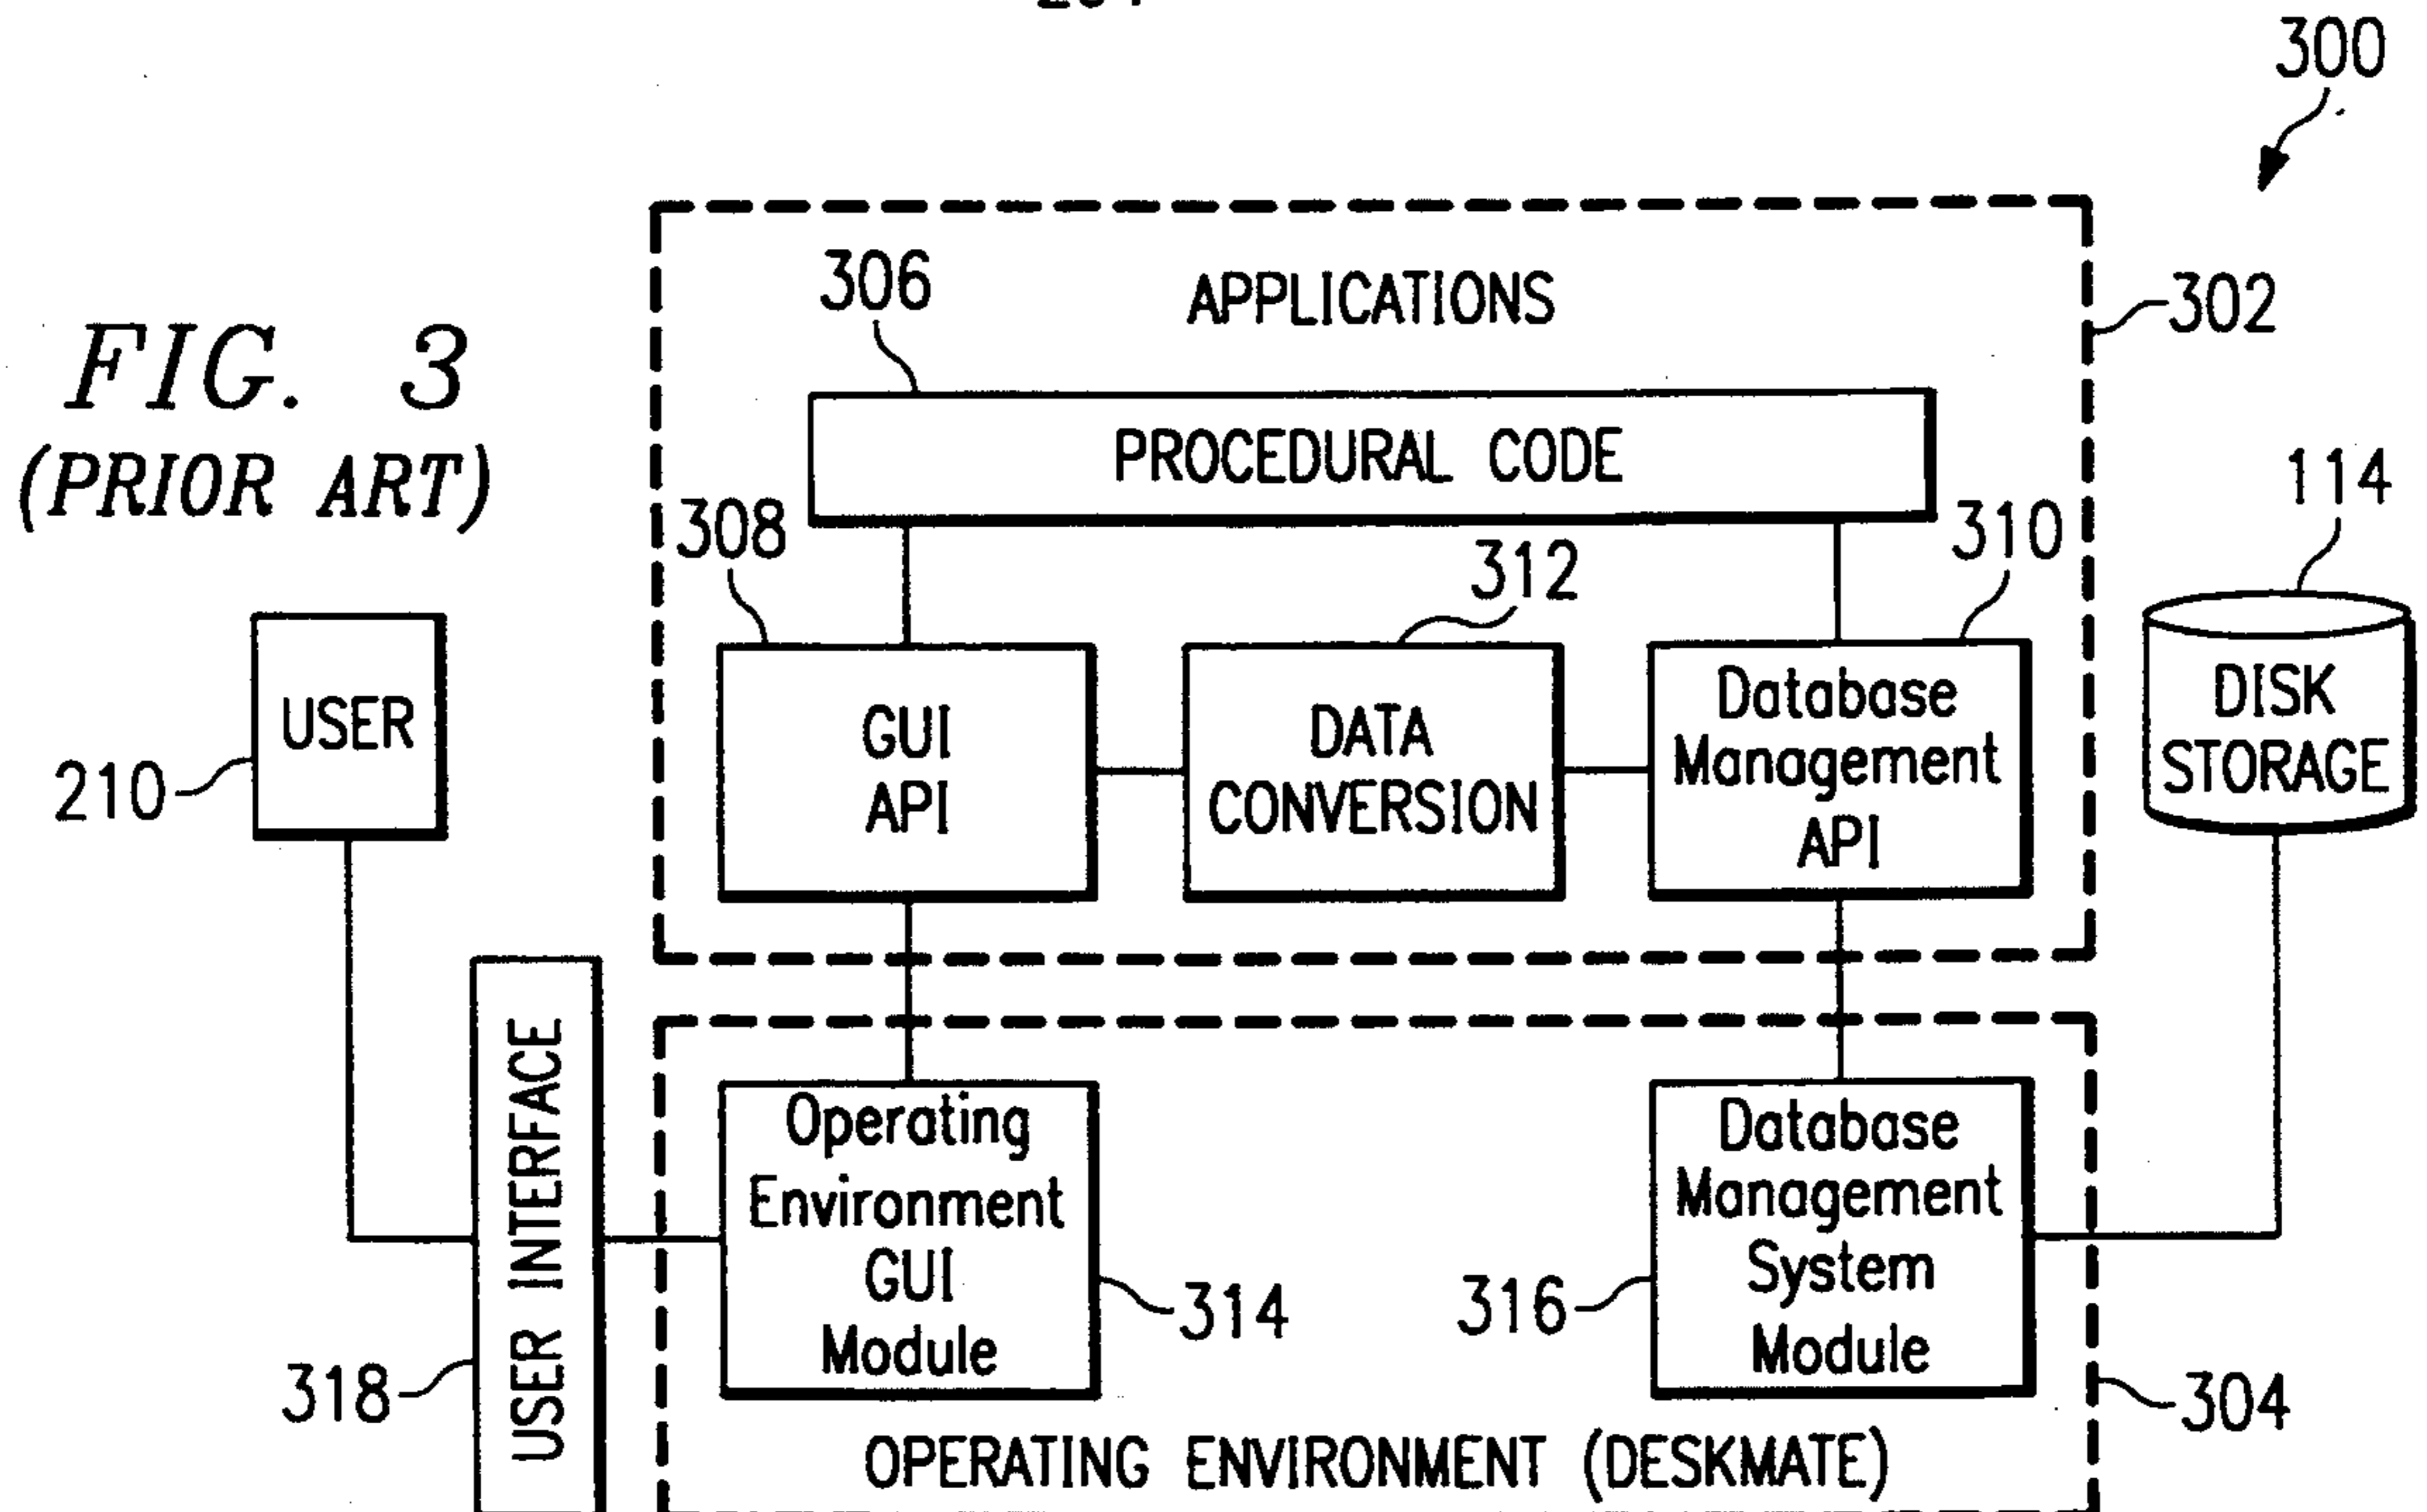 300
306
APPLICATIONS
302
FIG. 3
(PRIOR ART)
PROCEDURAL CODE
114
308
312
310
USER
210
GUI
API
DATA
CONVERSION
Database
Management
API
DISK
STORAGE
USER INTERFACE
318
Operating
Environment
GUI
Module
314
316
Database
Management
System
Module
304
OPERATING ENVIRONMENT (DESKMATE)